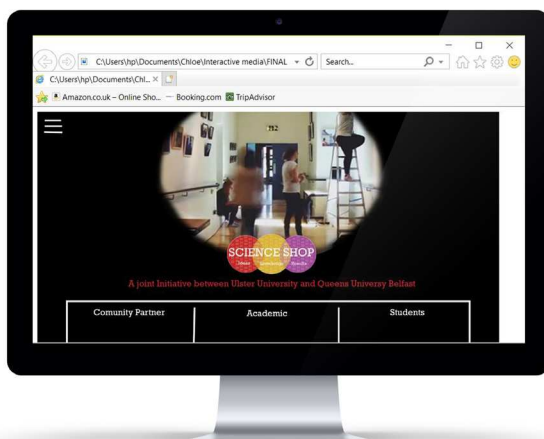 C:\Users\hp\Documents\Chloe\Interactive media\FINAL
Search...
C:\Users\hp\Documents\Chl...
Amazon.co.uk – Online Sho...
Booking.com
TripAdvisor
SCIENCE SHOP
A joint Initiative between Ulster University and Queens Universy Belfast
Comunity Partner
Academic
Students